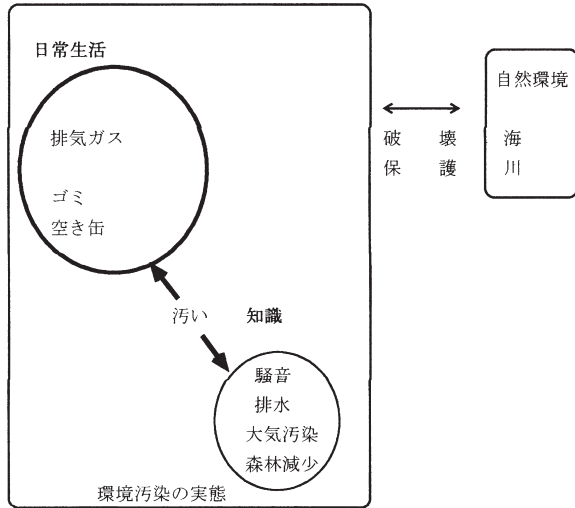 日常生活
排気ガス
ゴミ
空き缶
汚い
知識
騒音
排水
大気汚染
森林減少
環境汚染の実態
破 壊
保 護
自然環境
海
川